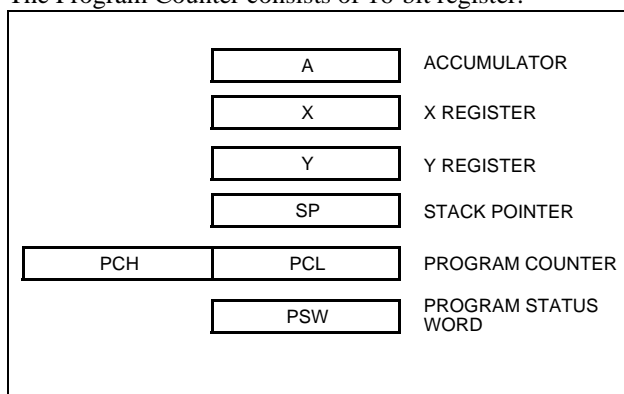 The Program Counter consists of 16-bit register.
A ACCUMULATOR
X X REGISTER
Y Y REGISTER
SP STACK POINTER
PCH PCL PROGRAM COUNTER
PSW PROGRAM STATUS
WORD